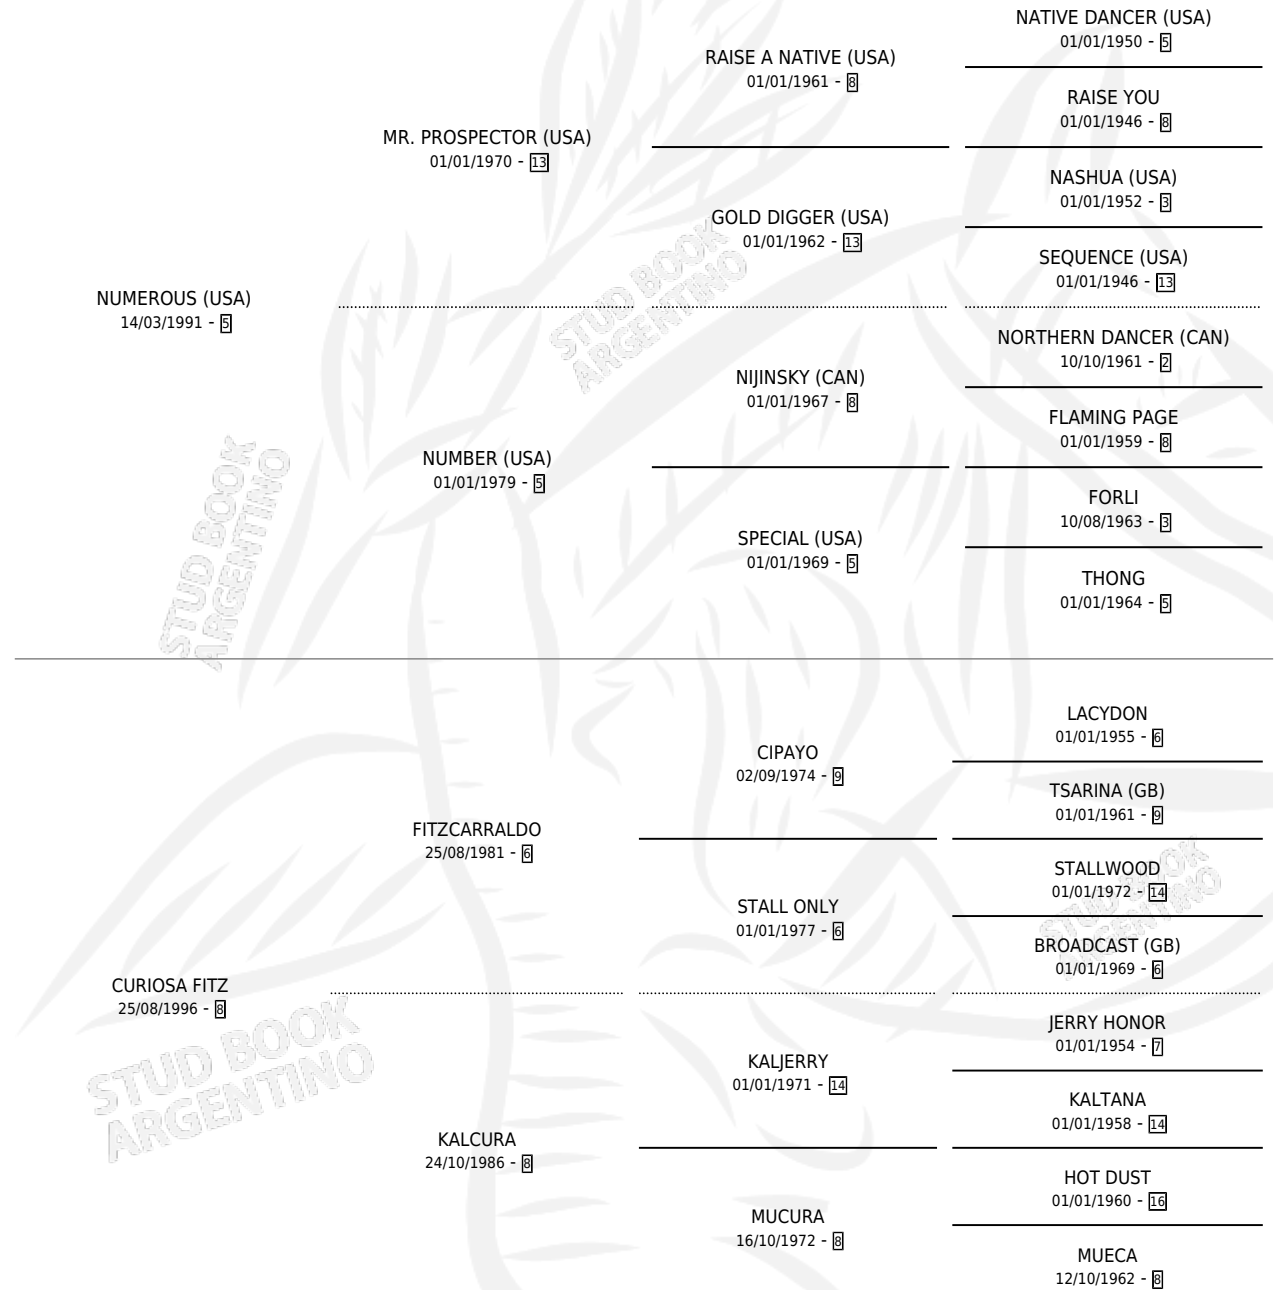 NATIVE DANCER (USA)
01/01/1950 - 5
RAISE A NATIVE (USA)
01/01/1961 - 8
RAISE YOU
01/01/1946 - 8
MR. PROSPECTOR (USA)
01/01/1970 - 13
NASHUA (USA)
01/01/1952 - 3
GOLD DIGGER (USA)
01/01/1962 - 13
SEQUENCE (USA)
01/01/1946 - 13
NUMEROUS (USA)
14/03/1991 - 5
STUD BOOK
ARGENTINO
NORTHERN DANCER (CAN)
10/10/1961 - 2
NIJINSKY (CAN)
01/01/1967 - 8
FLAMING PAGE
01/01/1959 - 8
NUMBER (USA)
01/01/1979 - 5
FORLI
10/08/1963 - 3
SPECIAL (USA)
01/01/1969 - 5
THONG
01/01/1964 - 5
STUD BOOK
ARGENTINO
LACYDON
01/01/1955 - 6
CIPAYO
02/09/1974 - 9
TSARINA (GB)
01/01/1961 - 9
FITZCARRALDO
25/08/1981 - 6
STALLWOOD
01/01/1972 - 14
STALL ONLY
01/01/1977 - 6
STUD BOOK
ARGENTINO
BROADCAST (GB)
01/01/1969 - 6
CURIOSA FITZ
25/08/1996 - 8
STUD BOOK
ARGENTINO
JERRY HONOR
01/01/1954 - 7
KALJERRY
01/01/1971 - 14
KALTANA
01/01/1958 - 14
KALCURA
24/10/1986 - 8
HOT DUST
01/01/1960 - 16
MUCURA
16/10/1972 - 8
MUECA
12/10/1962 - 8